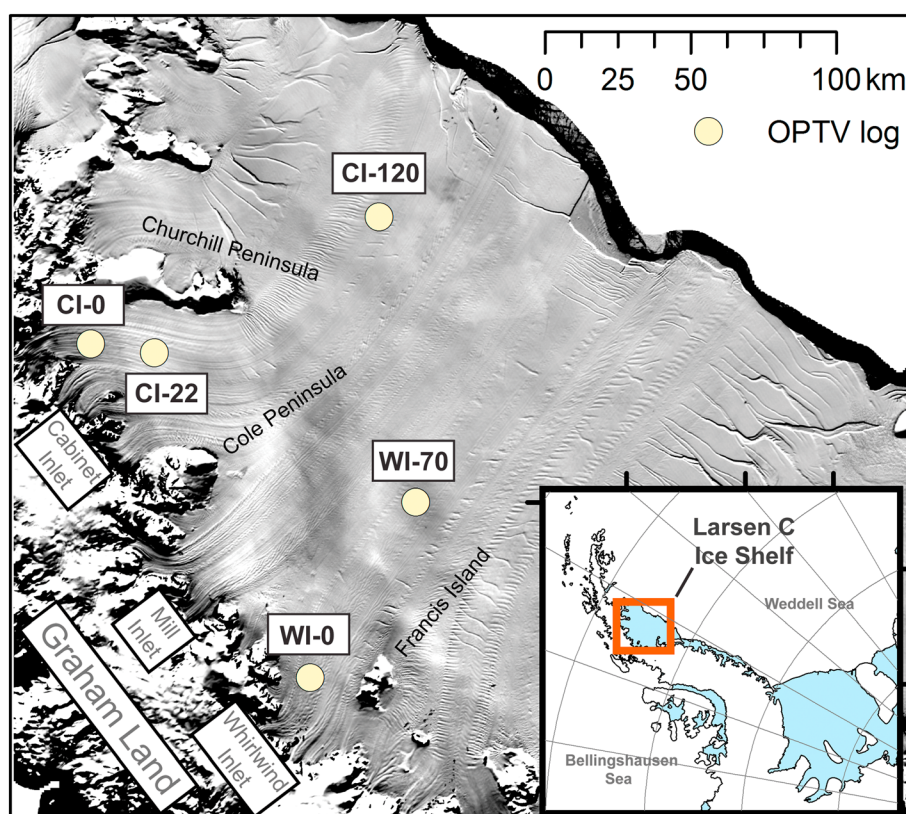 0 25 50 100 km
OPTV log
CI-120
Churchill Peninsula
CI-0
CI-22
Cole Peninsula
Cabinet
Inlet
WI-70
Francis Island
Mill
Inlet
WI-0
Graham Land
Whirlwind
Inlet
Larsen C
Ice Shelf
Weddell Sea
Bellingshausen
Sea